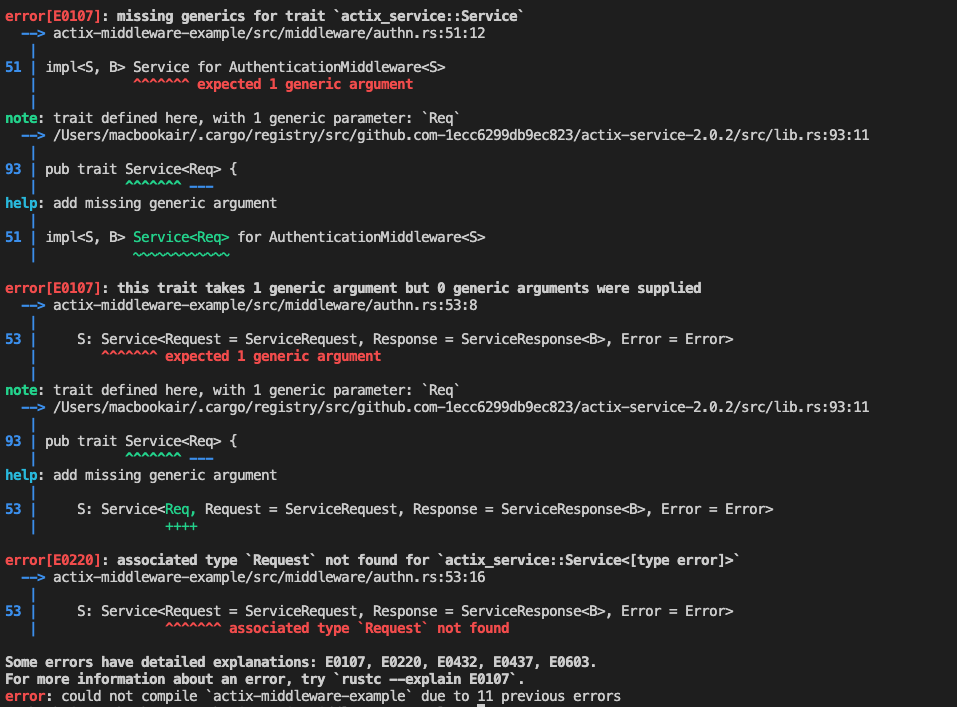 error[E0107]: missing generics for trait `actix_service::Service`
  --> actix-middleware-example/src/middleware/authn.rs:51:12
   |
51 | impl<S, B> Service for AuthenticationMiddleware<S>
   |            ^^^^^^^ expected 1 generic argument
   |
note: trait defined here, with 1 generic parameter: `Req`
  --> /Users/macbookair/.cargo/registry/src/github.com-1ecc6299db9ec823/actix-service-2.0.2/src/lib.rs:93:11
   |
93 | pub trait Service<Req> {
   |           ^^^^^^^ ---
help: add missing generic argument
   |
51 | impl<S, B> Service<Req> for AuthenticationMiddleware<S>
   |            ~~~~~~~~~~~~

error[E0107]: this trait takes 1 generic argument but 0 generic arguments were supplied
  --> actix-middleware-example/src/middleware/authn.rs:53:8
   |
53 |     S: Service<Request = ServiceRequest, Response = ServiceResponse<B>, Error = Error>
   |        ^^^^^^^ expected 1 generic argument
   |
note: trait defined here, with 1 generic parameter: `Req`
  --> /Users/macbookair/.cargo/registry/src/github.com-1ecc6299db9ec823/actix-service-2.0.2/src/lib.rs:93:11
   |
93 | pub trait Service<Req> {
   |           ^^^^^^^ ---
help: add missing generic argument
   |
53 |     S: Service<Req, Request = ServiceRequest, Response = ServiceResponse<B>, Error = Error>
   |                ++++

error[E0220]: associated type `Request` not found for `actix_service::Service<[type error]>`
  --> actix-middleware-example/src/middleware/authn.rs:53:16
   |
53 |     S: Service<Request = ServiceRequest, Response = ServiceResponse<B>, Error = Error>
   |                ^^^^^^^ associated type `Request` not found

Some errors have detailed explanations: E0107, E0220, E0432, E0437, E0603.
For more information about an error, try `rustc --explain E0107`.
error: could not compile `actix-middleware-example` due to 11 previous errors